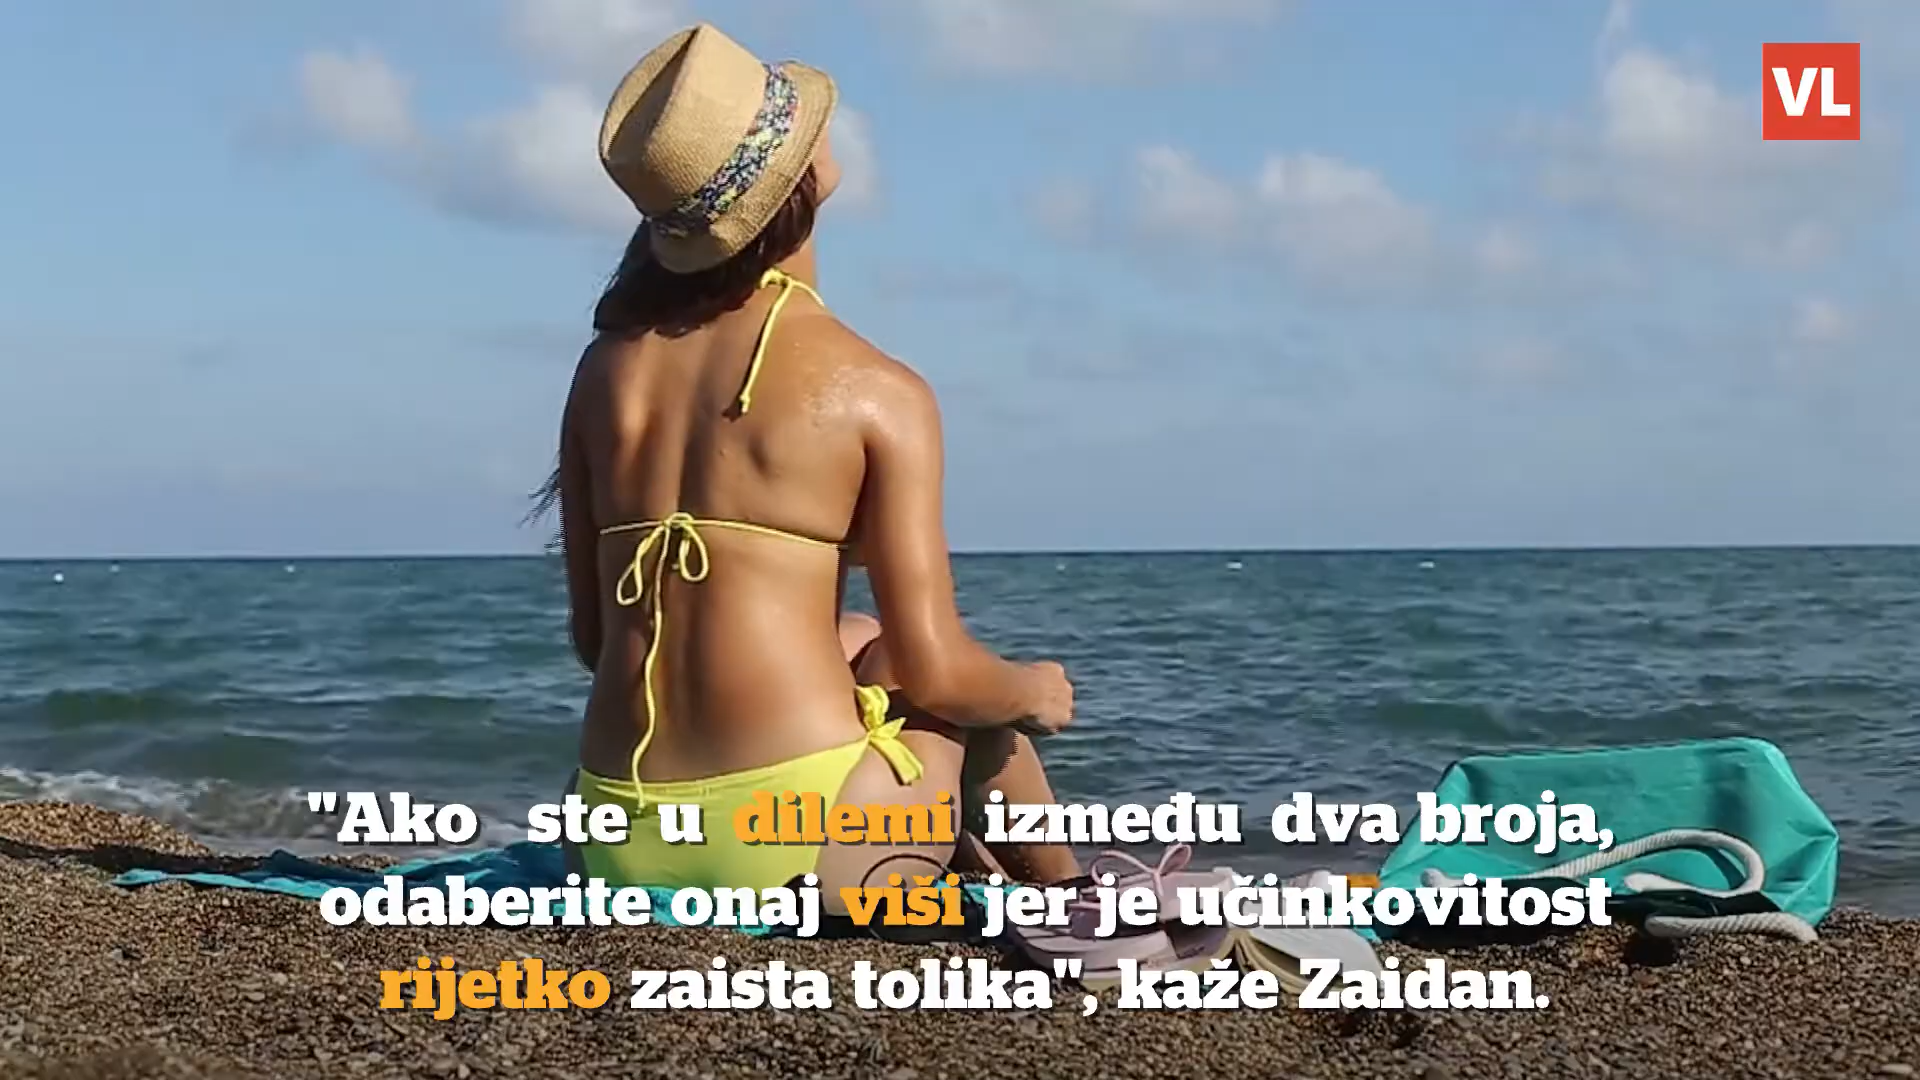 VL
"Ako ste u dilemi između dva broja,
odaberite onaj viši jer je učinkovitost
rijetko zaista tolika", kaže Zaidan.